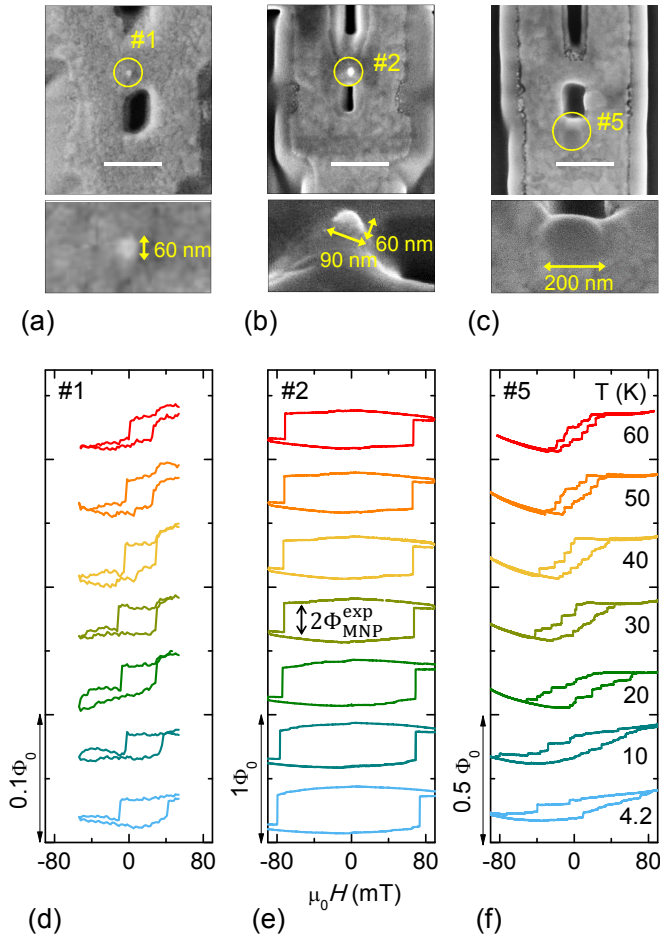 #1
#2
#5
60 nm
90 nm
60 nm
200 nm
(a)
(b)
(c)
#1
#2
#5
T (K)
60
50
40
30
2Φ_MNP^exp
20
10
4.2
0.1Φ₀
1Φ₀
0.5 Φ₀
-80 0 80
-80 0 80
-80 0 80
μ₀H (mT)
(d)
(e)
(f)